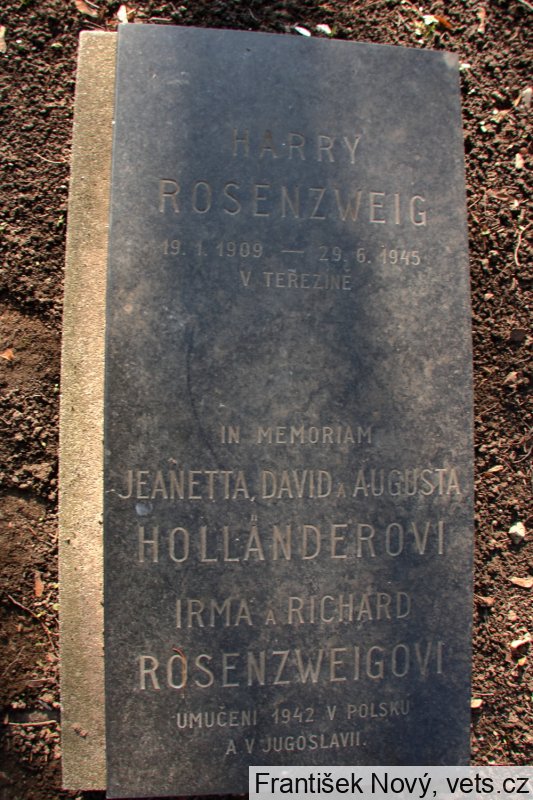 HARRY
ROSENZWEIG
19. 1. 1909 — 29. 6. 1945
V TEREZÍNĚ
IN MEMORIAM
JEANETTA, DAVID A AUGUSTA
HOLLÄNDEROVI
IRMA A RICHARD
ROSENZWEIGOVI
UMUČENI 1942 V POLSKU
A V JUGOSLAVII.
František Nový, vets.cz